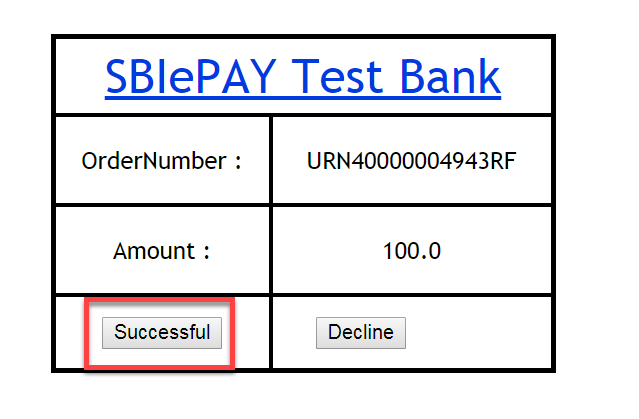 SBIePAY Test Bank
OrderNumber : URN40000004943RF
Amount : 100.0
Successful Decline